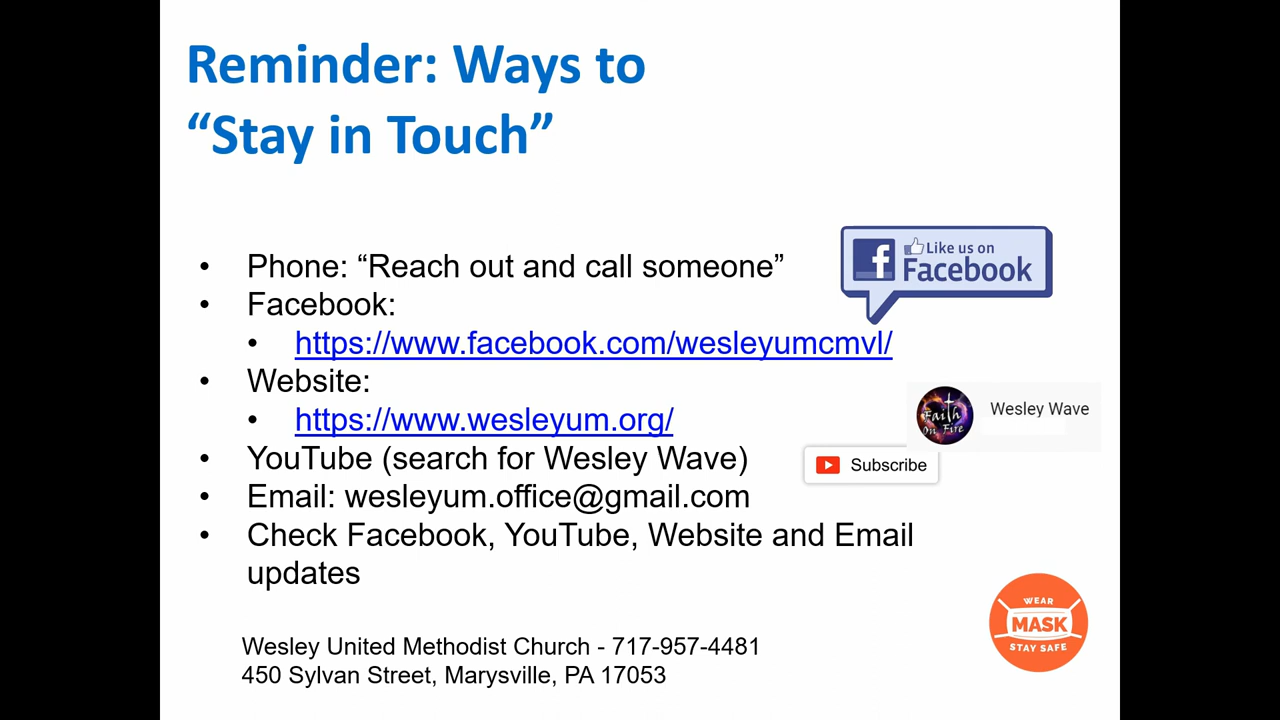 Reminder: Ways to
“Stay in Touch”
• Phone: “Reach out and call someone”
• Facebook:
• https://www.facebook.com/wesleyumcmvl/
• Website:
• https://www.wesleyum.org/
• YouTube (search for Wesley Wave)
• Email: wesleyum.office@gmail.com
• Check Facebook, YouTube, Website and Email
updates
Like us on
Facebook
Faith
On Fire
Wesley Wave
Subscribe
WEAR
MASK
STAY SAFE
Wesley United Methodist Church - 717-957-4481
450 Sylvan Street, Marysville, PA 17053